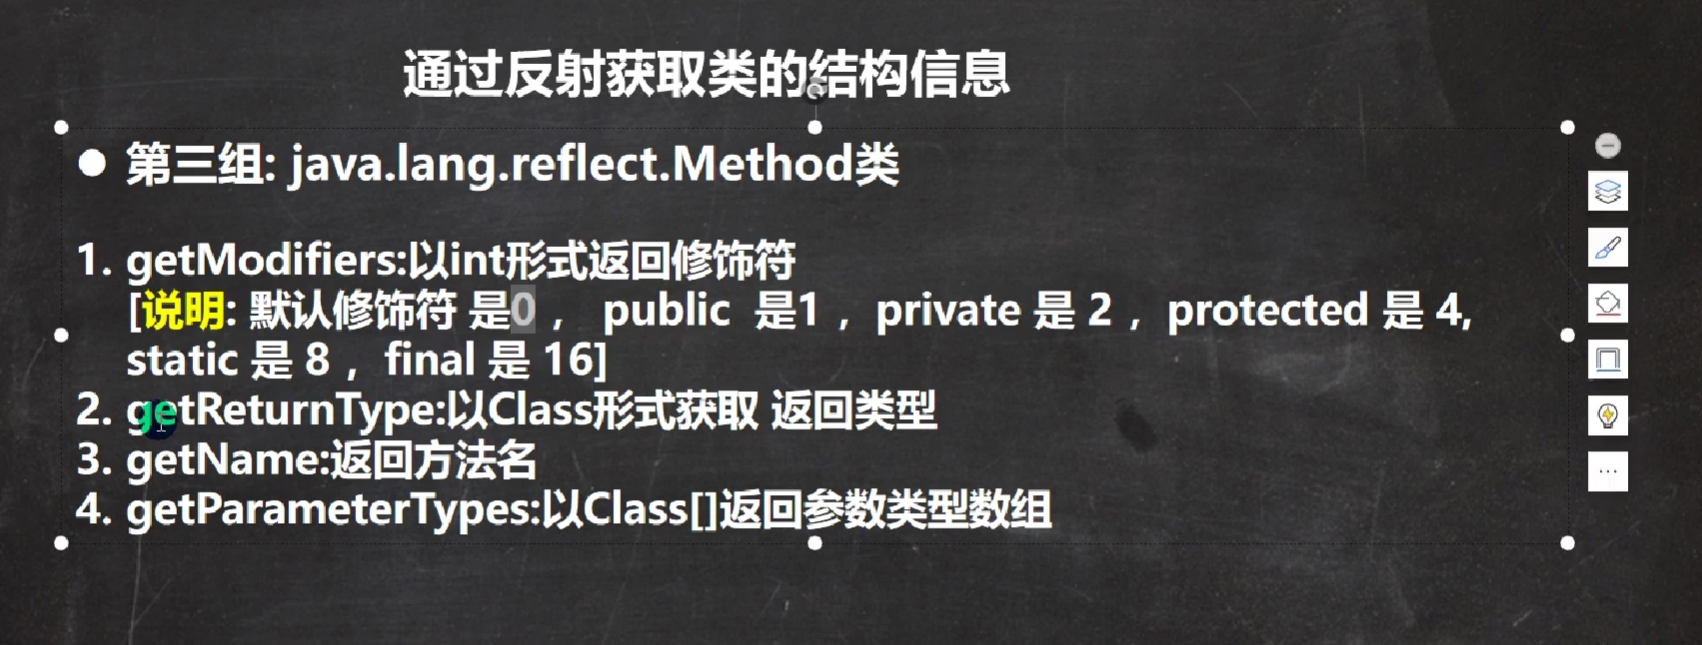 通过反射获取类的结构信息
● 第三组: java.lang.reflect.Method类
1. getModifiers:以int形式返回修饰符
[说明: 默认修饰符 是0 ， public 是1 ，private 是 2 ，protected 是 4,
static 是 8 ，final 是 16]
2. getReturnType:以Class形式获取 返回类型
3. getName:返回方法名
4. getParameterTypes:以Class[]返回参数类型数组